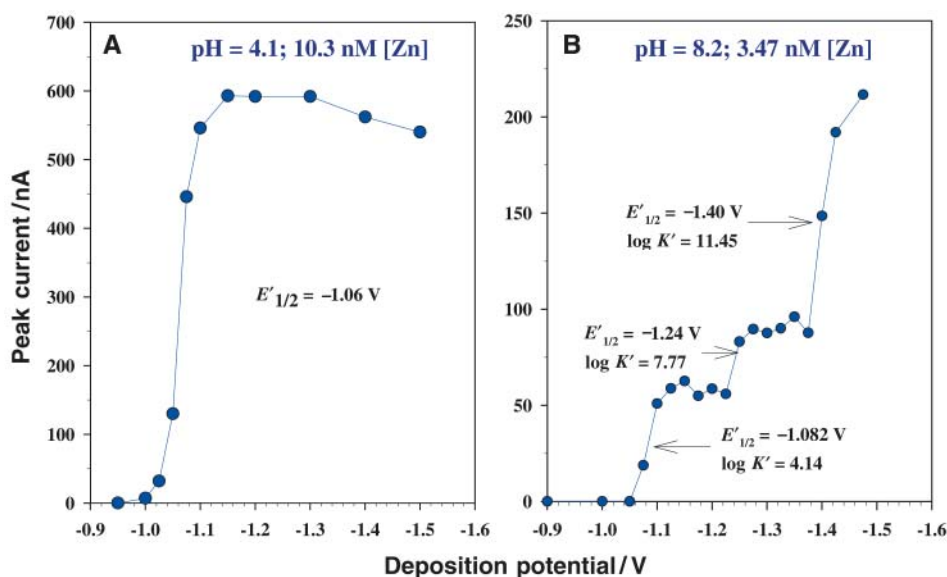 A
pH = 4.1; 10.3 nM [Zn]
700
600
500
400
300
200
100
0
Peak current/nA
E′1/2 = −1.06 V
-0.9 -1.0 -1.1 -1.2 -1.3 -1.4 -1.5 -1.6
B
pH = 8.2; 3.47 nM [Zn]
250
200
150
100
50
0
E′1/2 = −1.40 V
log K′ = 11.45
E′1/2 = −1.24 V
log K′ = 7.77
E′1/2 = −1.082 V
log K′ = 4.14
-0.9 -1.0 -1.1 -1.2 -1.3 -1.4 -1.5 -1.6
Deposition potential/V